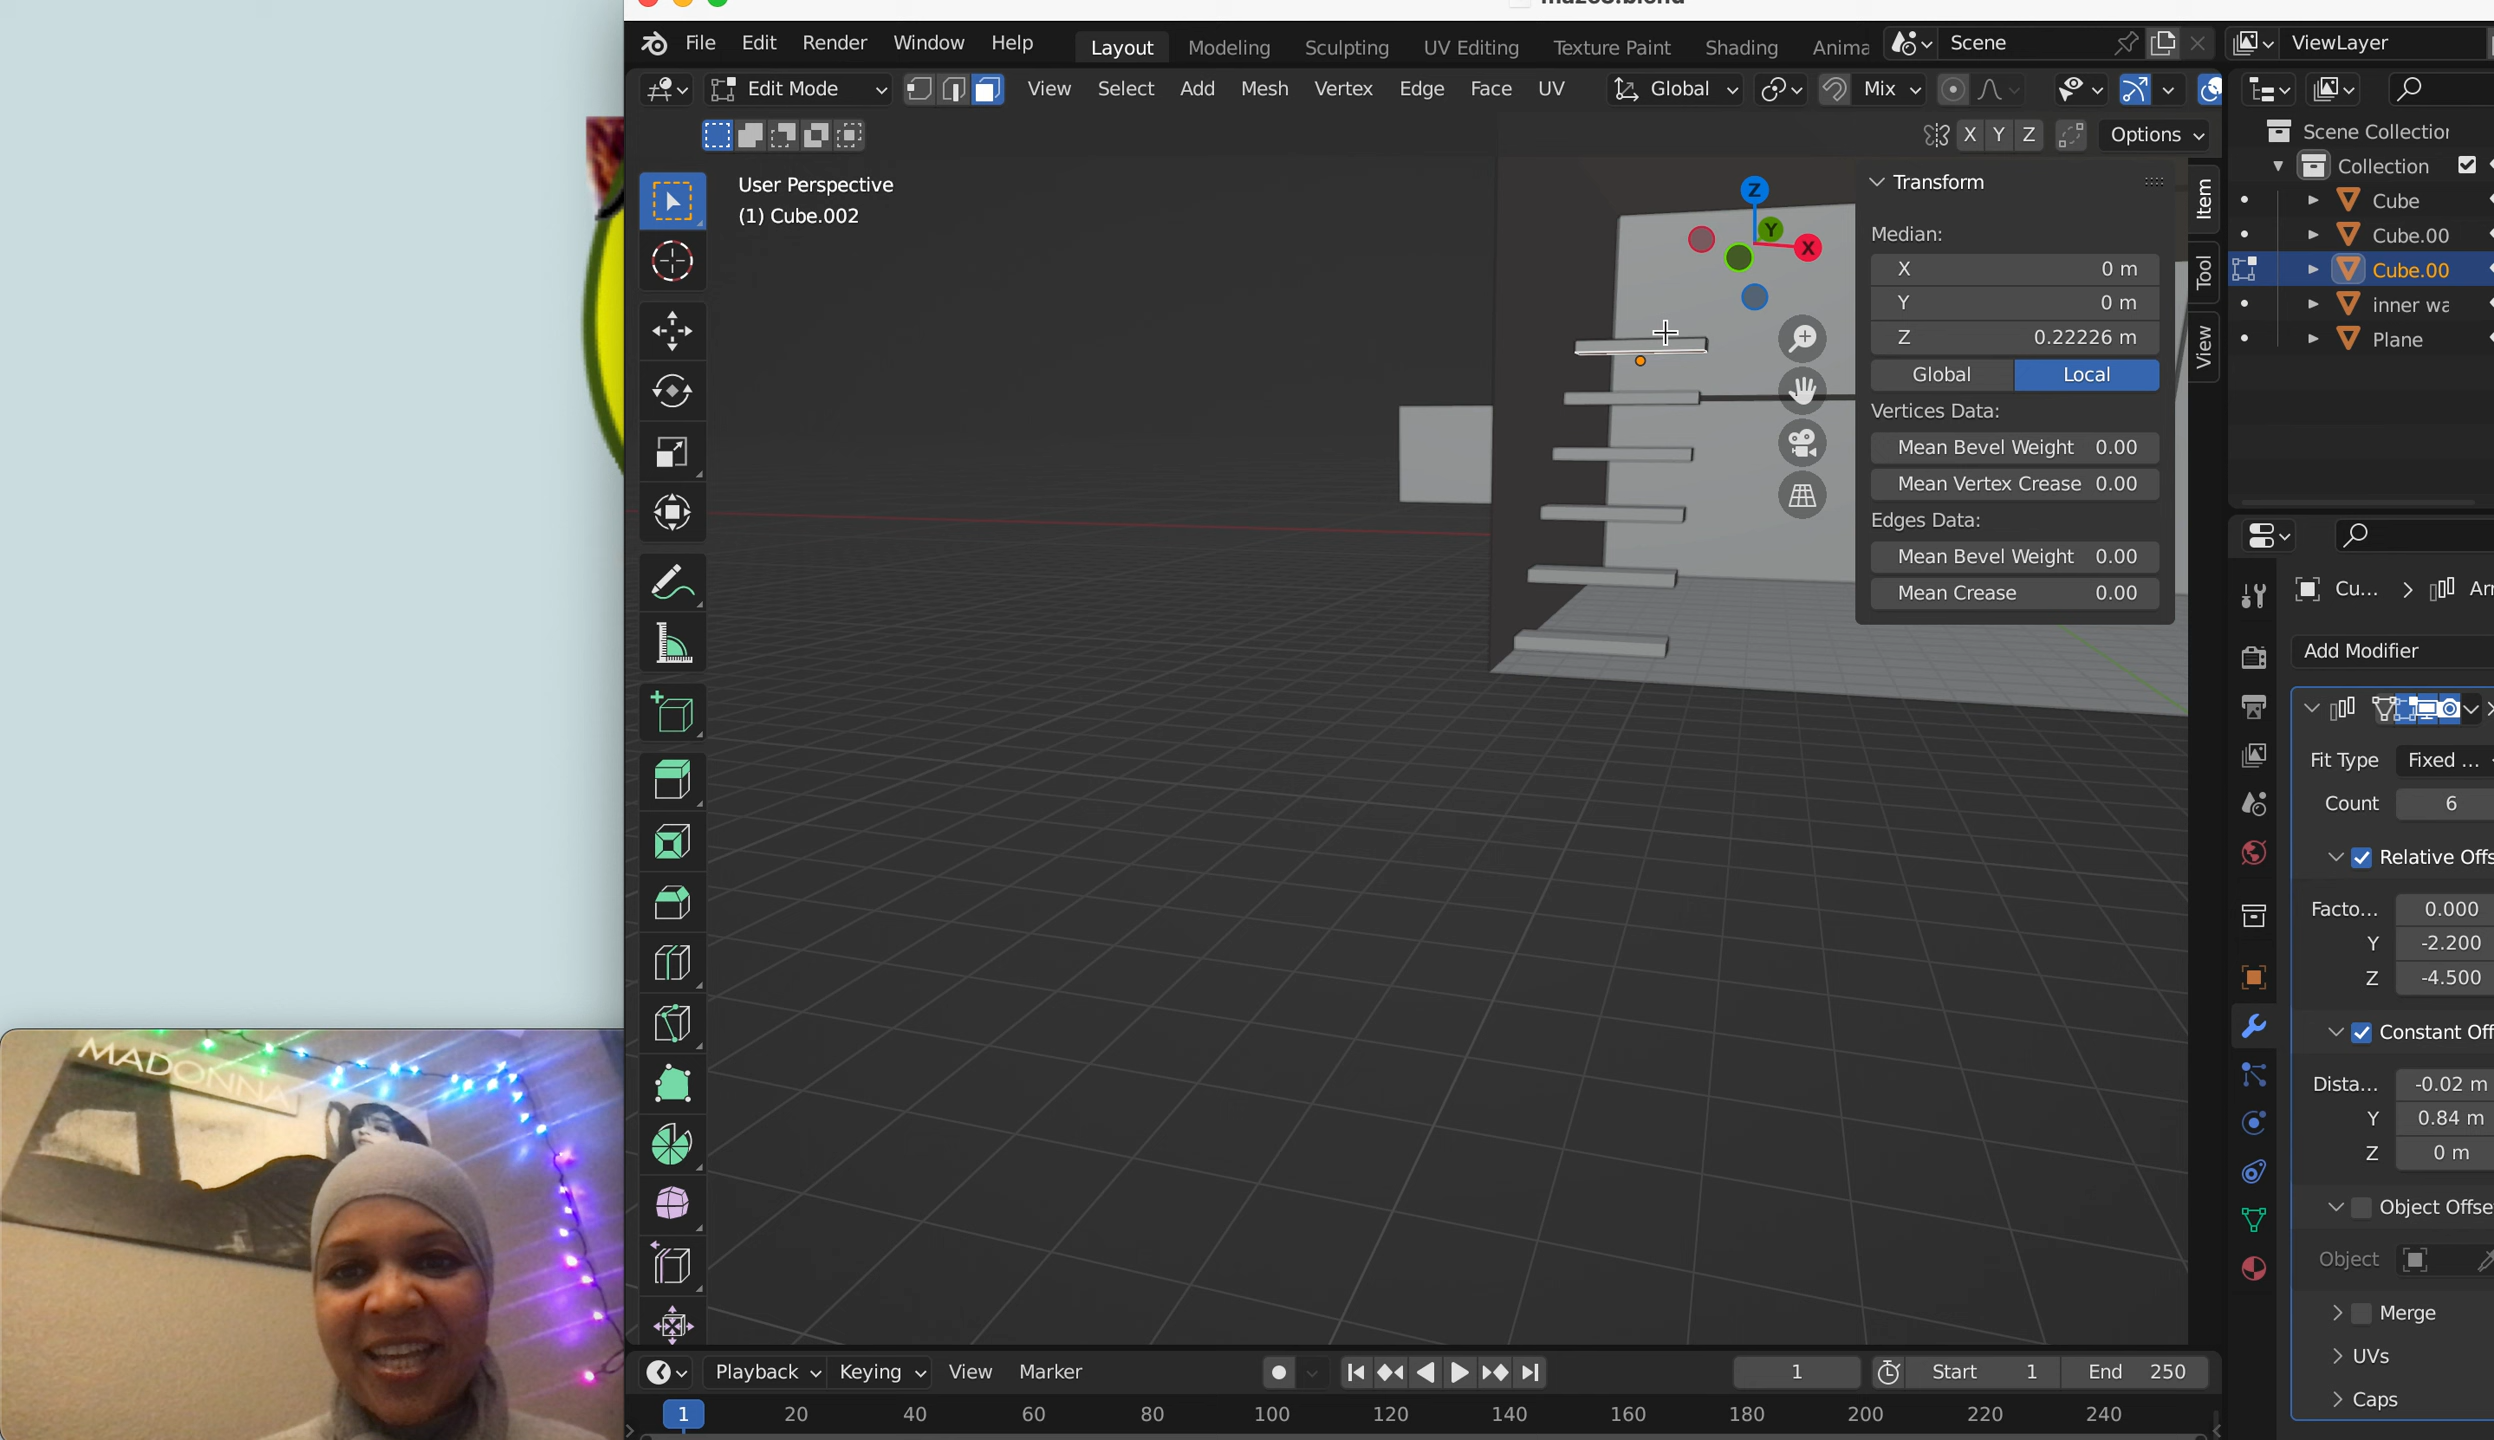 File Edit Render Window Help
Layout Modeling Sculpting UV Editing Texture Paint Shading Anima
Scene
ViewLayer
Edit Mode
View Select Add Mesh Vertex Edge Face UV
Global
Mix
X Y Z
Options
Scene Collection
Collection
Cube
Cube.00
Cube.00
inner wa
Plane
User Perspective
(1) Cube.002
Z
Y
X
Transform
Median:
X 0 m
Y 0 m
Z 0.22226 m
Global Local
Vertices Data:
Mean Bevel Weight 0.00
Mean Vertex Crease 0.00
Edges Data:
Mean Bevel Weight 0.00
Mean Crease 0.00
Item
Tool
View
Cu... Arr
Add Modifier
Fit Type Fixed ...
Count 6
Relative Offs
Facto... 0.000
Y -2.200
Z -4.500
Constant Off
Dista... -0.02 m
Y 0.84 m
Z 0 m
Object Offse
Object
Merge
UVs
Caps
MADONNA
Playback Keying View Marker
1
Start 1 End 250
1 20 40 60 80 100 120 140 160 180 200 220 240